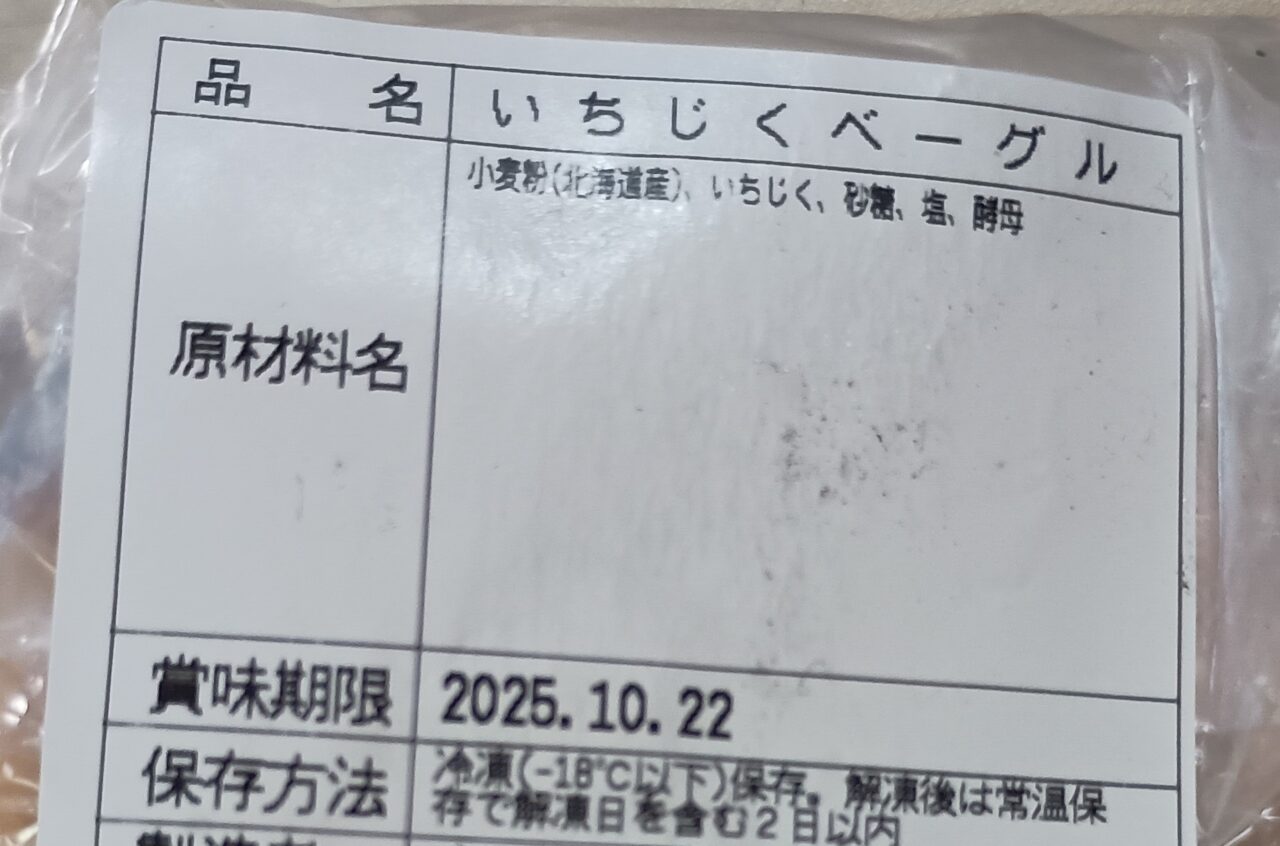 品名 いちじくベーグル
原材料名 小麦粉(北海道産)、いちじく、砂糖、塩、酵母
賞味期限 2025.10.22
保存方法 冷凍(-18℃以下)保存。解凍後は常温保
存で解凍日を含む2日以内